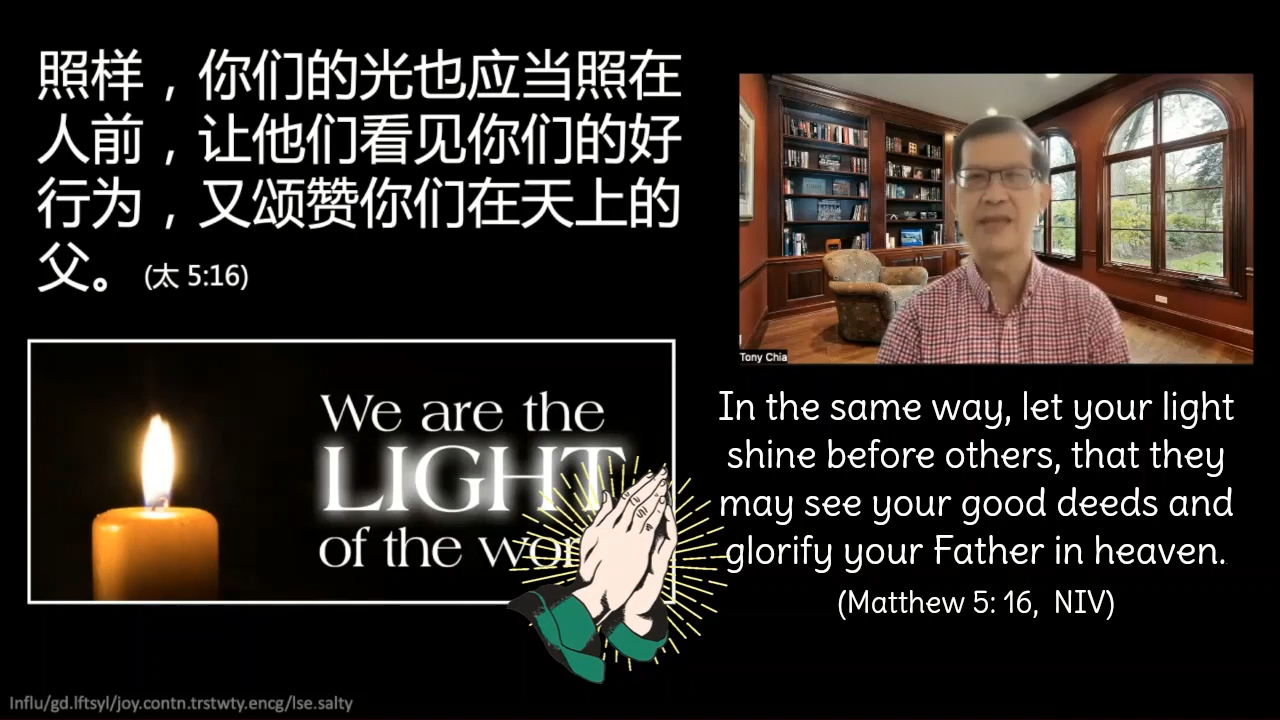 照样，你们的光也应当照在
人前，让他们看见你们的好
行为，又颂赞你们在天上的
父。 (太 5:16)
Tony Chia
We are the
LIGHT
of the
In the same way, let your light
shine before others, that they
may see your good deeds and
glorify your Father in heaven.
(Matthew 5: 16, NIV)
Influ/gd.lftsyl/joy.contn.trstwty.encg/lse.salty